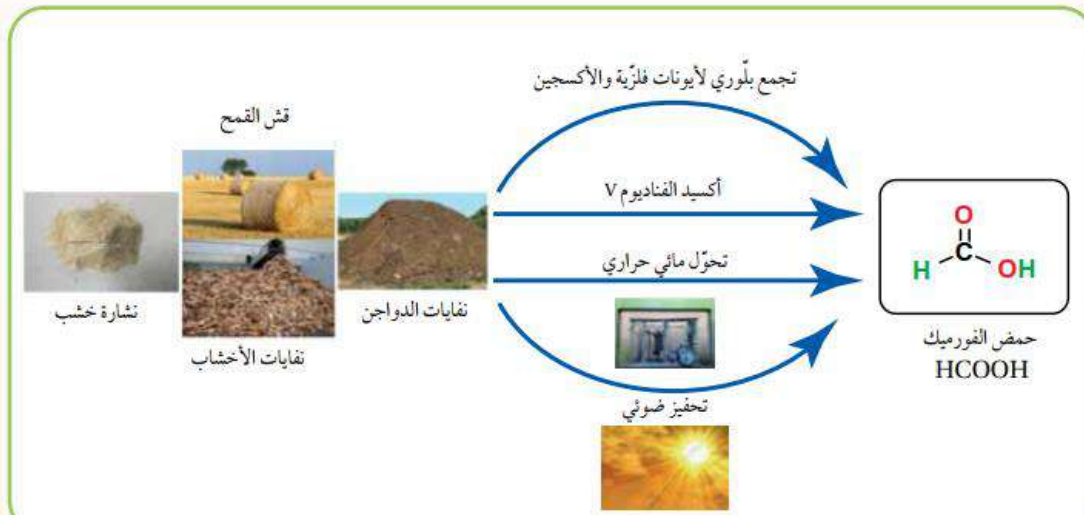 تجمع بلّوري لأيونات فلزّية والأكسجين
قش القمح
أكسيد الفناديوم V
تحوّل مائي حراري
نشارة خشب
نفايات الدواجن
نفايات الأخشاب
تحفيز ضوئي
O
C
H
OH
حمض الفورميك
HCOOH